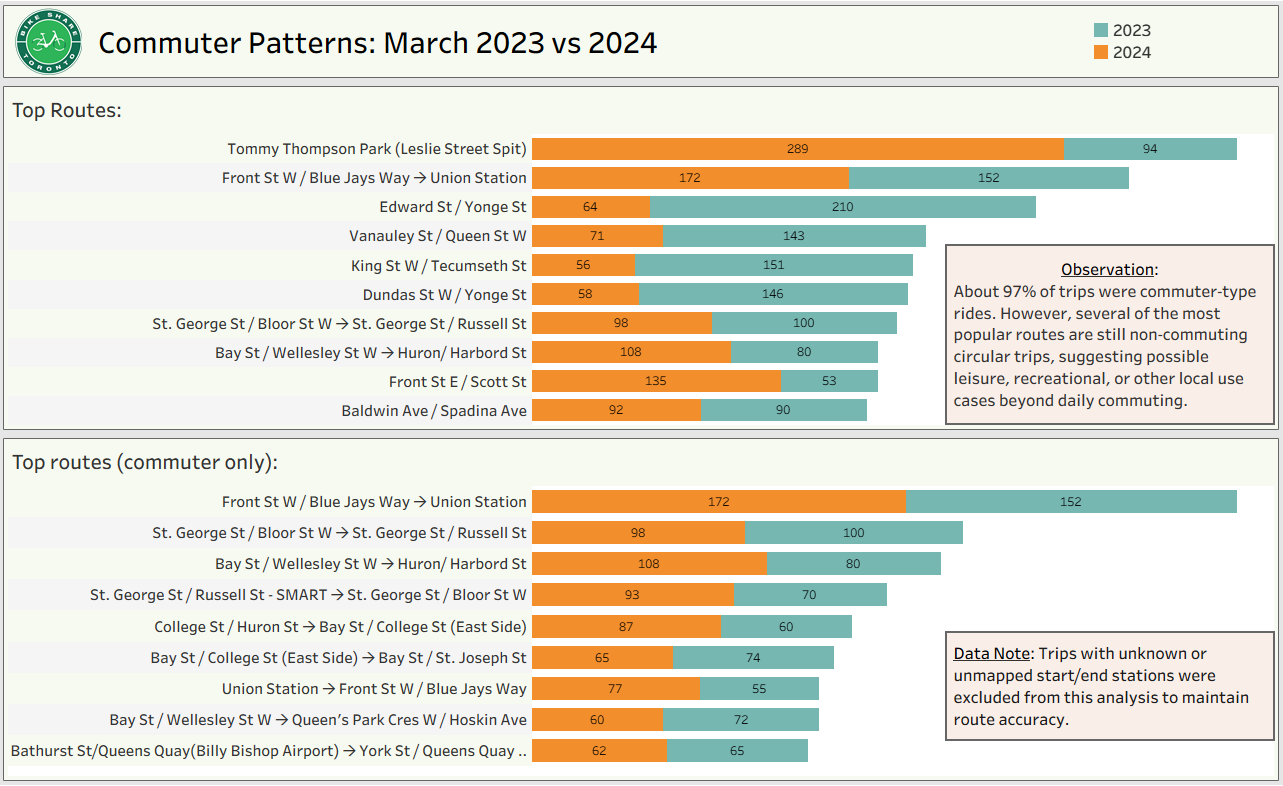 BIKE SHARE
TORONTO
Commuter Patterns: March 2023 vs 2024
2023
2024
Top Routes:
Tommy Thompson Park (Leslie Street Spit) 289 94
Front St W / Blue Jays Way → Union Station 172 152
Edward St / Yonge St 64 210
Vanauley St / Queen St W 71 143
King St W / Tecumseth St 56 151
Dundas St W / Yonge St 58 146
St. George St / Bloor St W → St. George St / Russell St 98 100
Bay St / Wellesley St W → Huron/ Harbord St 108 80
Front St E / Scott St 135 53
Baldwin Ave / Spadina Ave 92 90
Observation:
About 97% of trips were commuter-type
rides. However, several of the most
popular routes are still non-commuting
circular trips, suggesting possible
leisure, recreational, or other local use
cases beyond daily commuting.
Top routes (commuter only):
Front St W / Blue Jays Way → Union Station 172 152
St. George St / Bloor St W → St. George St / Russell St 98 100
Bay St / Wellesley St W → Huron/ Harbord St 108 80
St. George St / Russell St - SMART → St. George St / Bloor St W 93 70
College St / Huron St → Bay St / College St (East Side) 87 60
Bay St / College St (East Side) → Bay St / St. Joseph St 65 74
Union Station → Front St W / Blue Jays Way 77 55
Bay St / Wellesley St W → Queen's Park Cres W / Hoskin Ave 60 72
Bathurst St/Queens Quay(Billy Bishop Airport) → York St / Queens Quay .. 62 65
Data Note: Trips with unknown or
unmapped start/end stations were
excluded from this analysis to maintain
route accuracy.